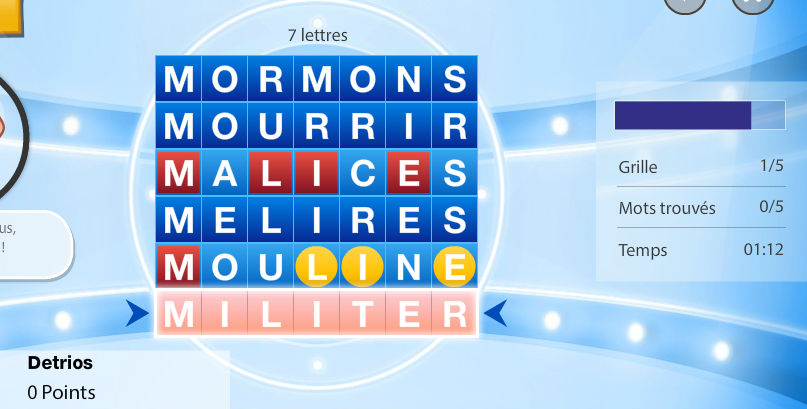 7 lettres
MORMONS
MOURRIR
MALICES
MELIRES
MOULINE
MILITER
Grille 1/5
Mots trouvés 0/5
Temps 01:12
us,
!
Detrios
0 Points